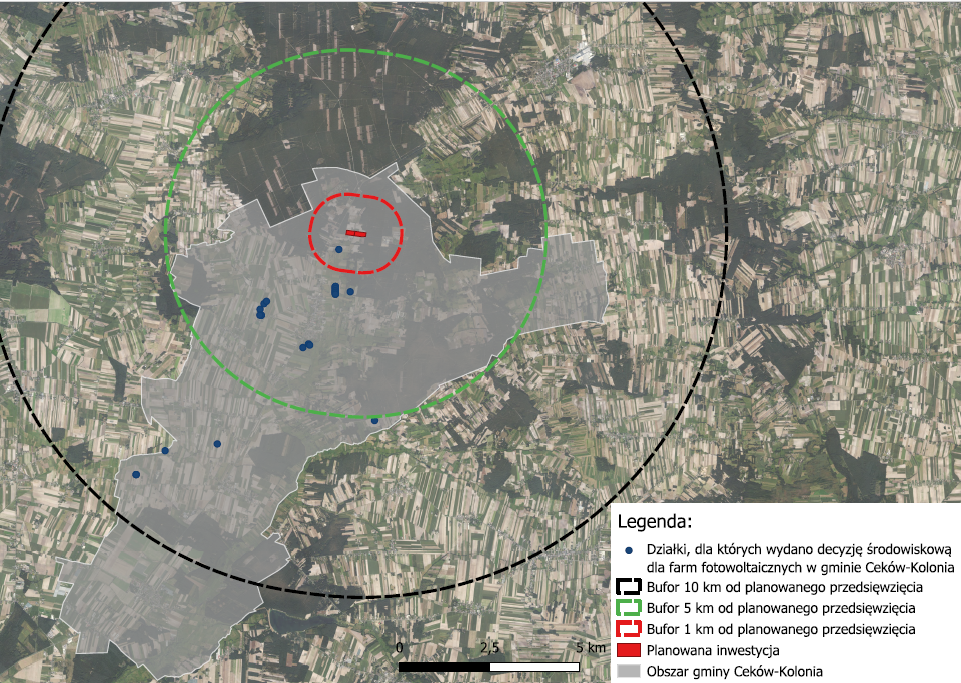 Legenda:
Działki, dla których wydano decyzję środowiskową
dla farm fotowoltaicznych w gminie Ceków-Kolonia
Bufor 10 km od planowanego przedsięwzięcia
Bufor 5 km od planowanego przedsięwzięcia
Bufor 1 km od planowanego przedsięwzięcia
Planowana inwestycja
Obszar gminy Ceków-Kolonia
0 2,5 5 km